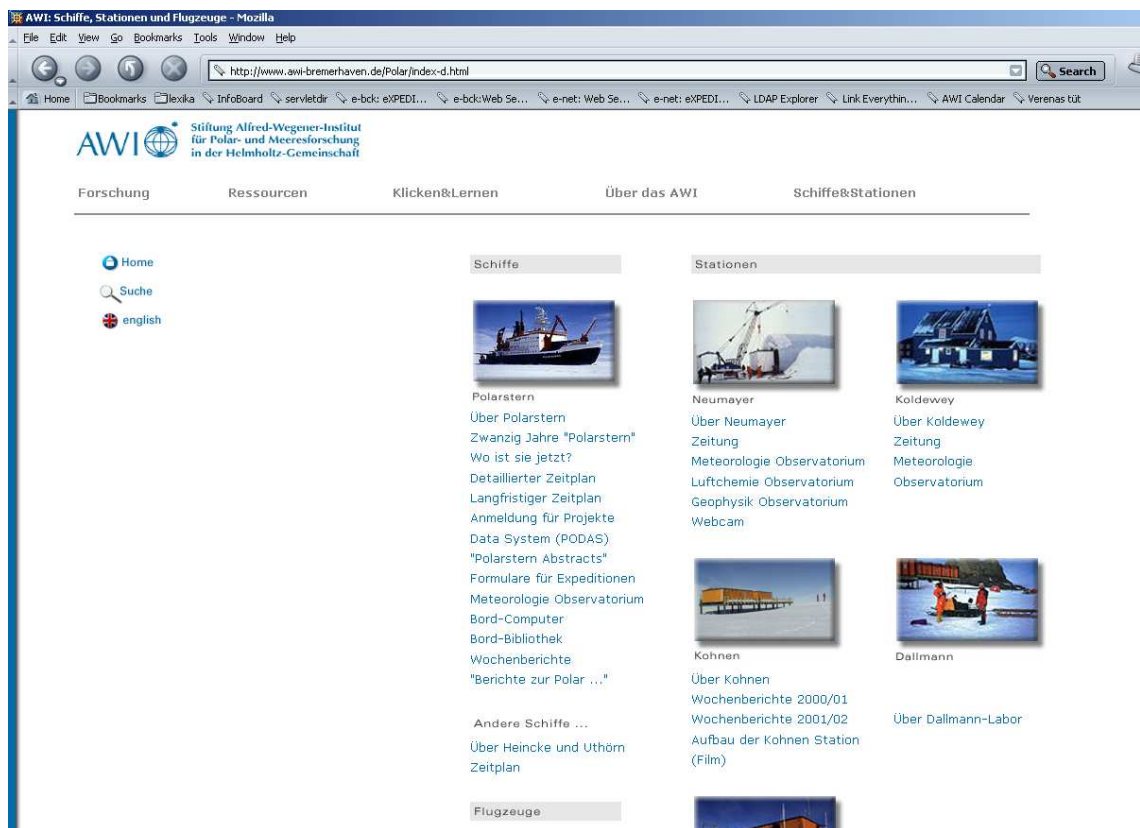 AWI: Schiffe, Stationen und Flugzeuge - Mozilla
File Edit View Go Bookmarks Tools Window Help
http://www.awi-bremerhaven.de/Polar/index-d.html
Search
Home Bookmarks lexika InfoBoard servletdir e-bck: eXPEDI... e-bck:Web Se... e-net: Web Se... e-net: eXPEDI... LDAP Explorer Link Everythin... AWI Calendar Verenas tüt
AWI
Stiftung Alfred-Wegener-Institut
für Polar- und Meeresforschung
in der Helmholtz-Gemeinschaft
Forschung Ressourcen Klicken&Lernen Über das AWI Schiffe&Stationen
Home
Suche
english
Schiffe
Polarstern
Über Polarstern
Zwanzig Jahre "Polarstern"
Wo ist sie jetzt?
Detaillierter Zeitplan
Langfristiger Zeitplan
Anmeldung für Projekte
Data System (PODAS)
"Polarstern Abstracts"
Formulare für Expeditionen
Meteorologie Observatorium
Bord-Computer
Bord-Bibliothek
Wochenberichte
"Berichte zur Polar ..."
Andere Schiffe ...
Über Heincke und Uthörn
Zeitplan
Flugzeuge
Stationen
Neumayer
Über Neumayer
Zeitung
Meteorologie Observatorium
Luftchemie Observatorium
Geophysik Observatorium
Webcam
Koldewey
Über Koldewey
Zeitung
Meteorologie
Observatorium
Kohnen
Über Kohnen
Wochenberichte 2000/01
Wochenberichte 2001/02
Aufbau der Kohnen Station
(Film)
Dallmann
Über Dallmann-Labor